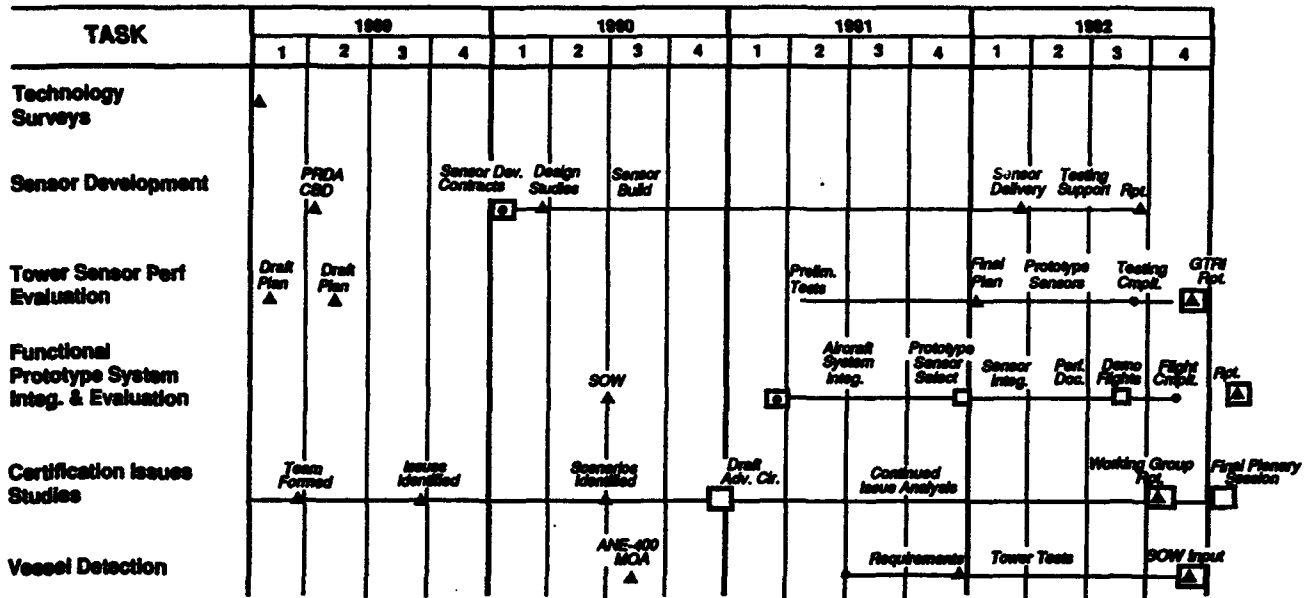 TASK
1989 1990 1991 1992
1 2 3 4 1 2 3 4 1 2 3 4 1 2 3 4
Technology
Surveys
Sensor Development
PRDA
CBD
Sensor Dev.
Contracts
Design
Studies
Sensor
Build
Sensor
Delivery
Testing
Support
Rpt.
Tower Sensor Perf
Evaluation
Draft
Plan
Draft
Plan
Prelim.
Tests
Final
Plan
Prototype
Sensors
Testing
Cmplt.
GTRI
Rpt.
Functional
Prototype System
Integ. & Evaluation
SOW
Aircraft
System
Integ.
Prototype
Sensor
Select
Sensor
Integ.
Perf.
Doc.
Demo
Flights
Flight
Cmplt.
Rpt.
Certification Issues
Studies
Team
Formed
Issues
Identified
Scenarios
Identified
Draft
Adv. Cir.
Continued
Issue Analysis
Working Group
Rpt.
Final Plenary
Session
Vessel Detection
ANE-400
MOA
Requirements
Tower Tests
SOW Input